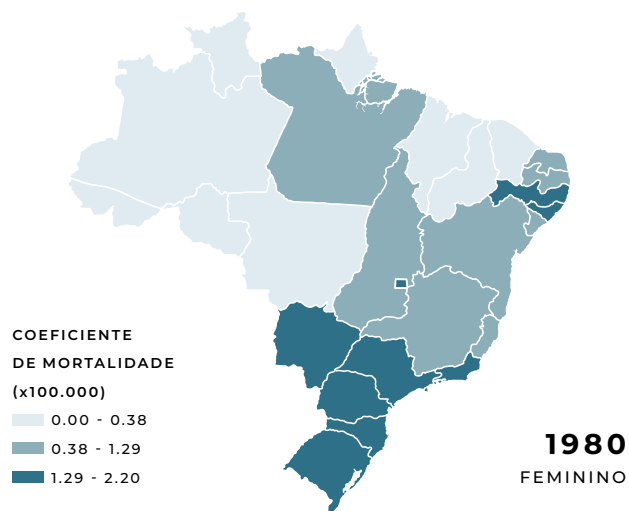 COEFICIENTE
DE MORTALIDADE
(x100.000)
0.00 - 0.38
0.38 - 1.29
1.29 - 2.20
1980
FEMININO